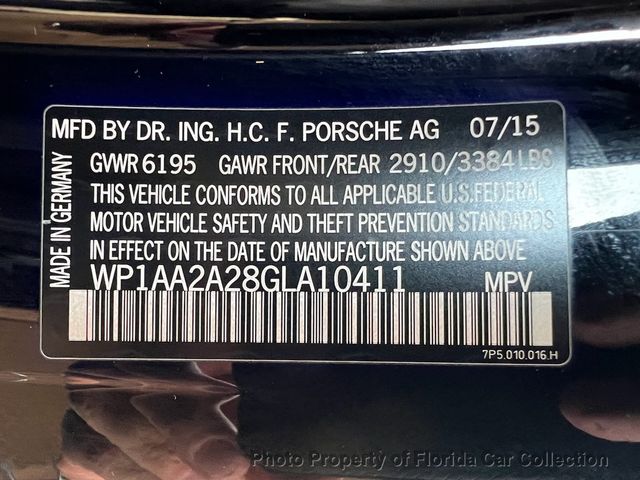 MFD BY DR. ING. H.C. F. PORSCHE AG 07/15
GVWR 6195 GAWR FRONT/REAR 2910/3384 LBS
THIS VEHICLE CONFORMS TO ALL APPLICABLE U.S.FEDERAL
MOTOR VEHICLE SAFETY AND THEFT PREVENTION STANDARDS
IN EFFECT ON THE DATE OF MANUFACTURE SHOWN ABOVE
WP1AA2A28GLA10411 MPV
7P5.010.016.H
MADE IN GERMANY
Photo Property of Florida Car Collection